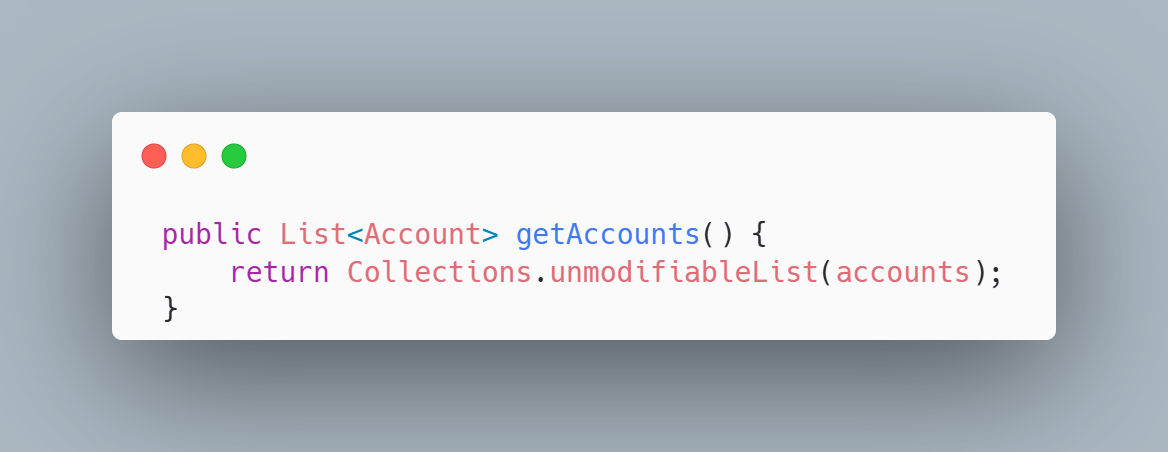 public List<Account> getAccounts() {
    return Collections.unmodifiableList(accounts);
}